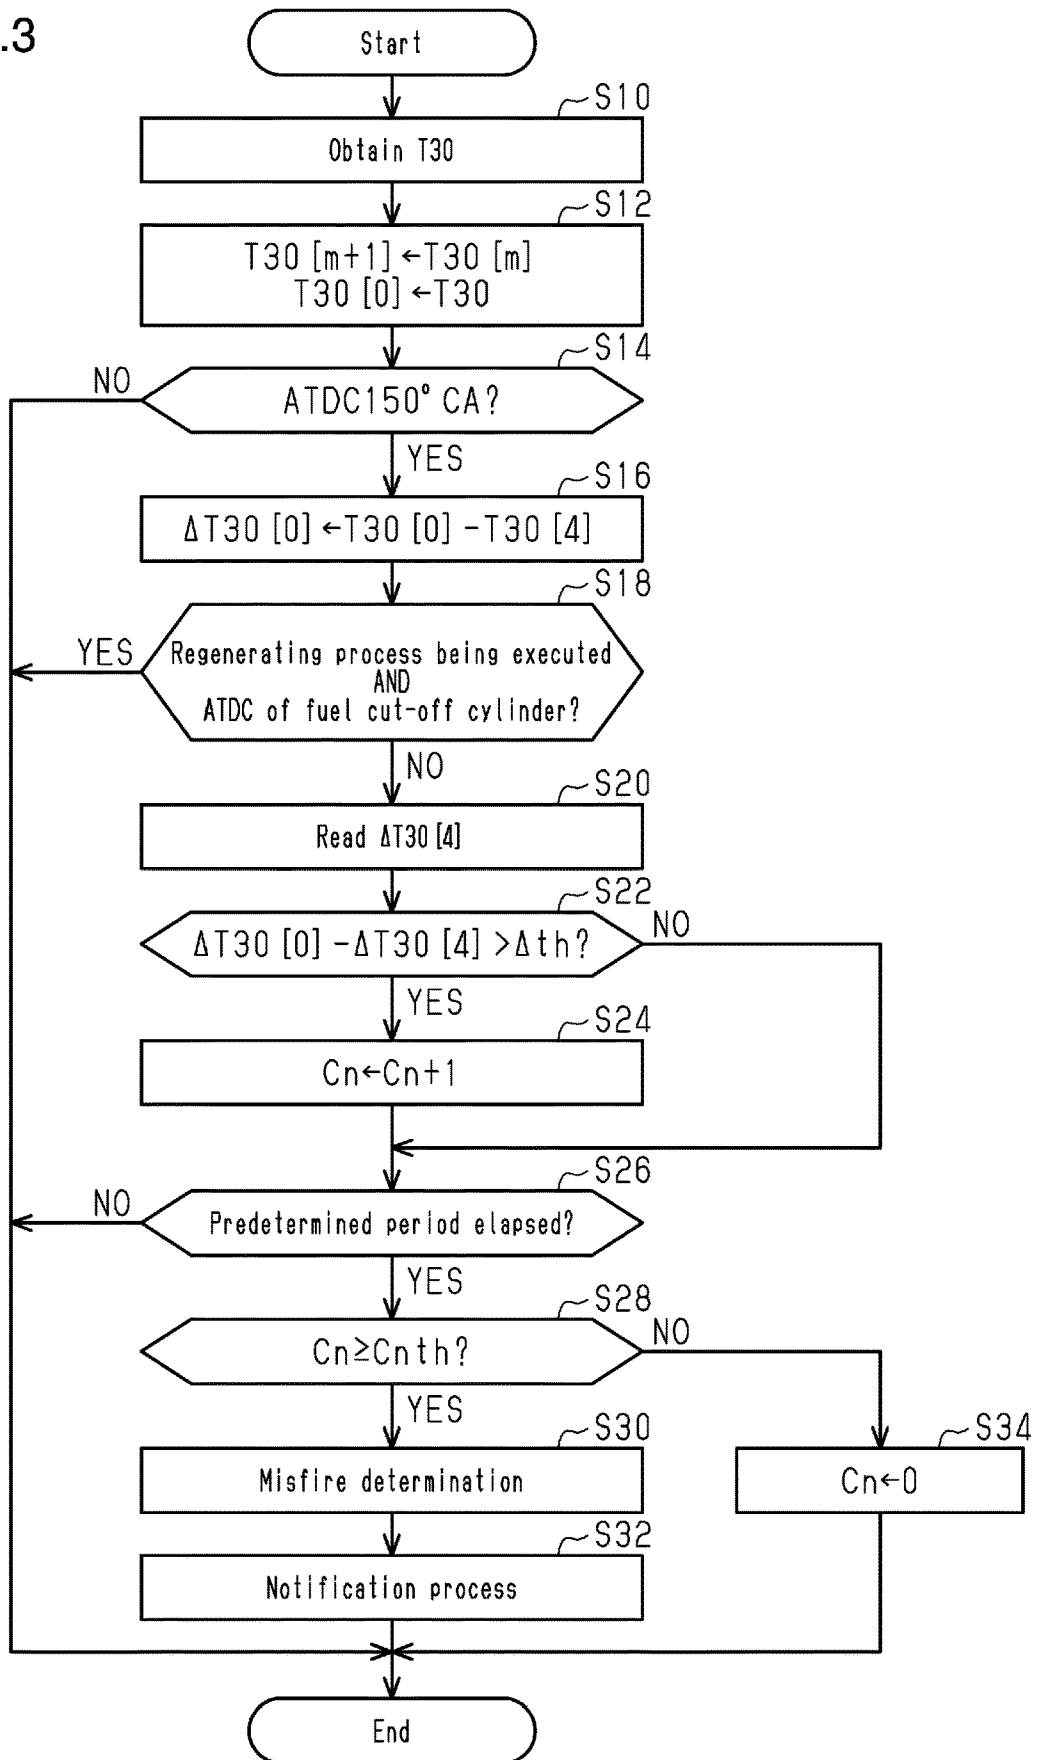 .3
Start
S10
Obtain T30
S12
T30 [m+1] ←T30 [m]
T30 [0] ←T30
S14
NO
ATDC150° CA?
YES
S16
ΔT30 [0] ←T30 [0] -T30 [4]
S18
YES
Regenerating process being executed
AND
ATDC of fuel cut-off cylinder?
NO
S20
Read ΔT30 [4]
S22
ΔT30 [0] -ΔT30 [4] >Δth?
NO
YES
S24
Cn←Cn+1
S26
NO
Predetermined period elapsed?
YES
S28
Cn≥Cnth?
NO
YES
S30
Misfire determination
S34
Cn←0
S32
Notification process
End